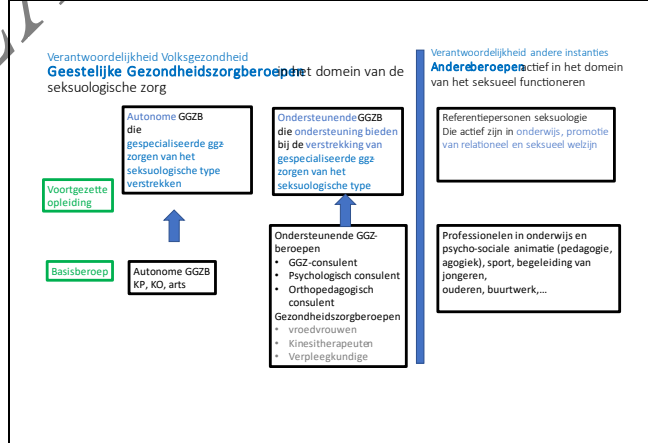 Verantwoordelijkheid Volksgezondheid
Geestelijke Gezondheidszorgberoepen in het domein van de
seksuologische zorg
Verantwoordelijkheid andere instanties
Andere beroepen actief in het domein
van het seksueel functioneren
Autonome GGZB
die
gespecialiseerde ggz-
zorgen van het
seksuologische type
verstrekken
Ondersteunende GGZB
die ondersteuning bieden
bij de verstrekking van
gespecialiseerde ggz-
zorgen van het
seksuologische type
Referentiepersonen seksuologie
Die actief zijn in onderwijs, promotie
van relationeel en seksueel welzijn
Voortgezette
opleiding
Basisberoep
Autonome GGZB
KP, KO, arts
Ondersteunende GGZ-
beroepen
• GGZ-consulent
• Psychologisch consulent
• Orthopedagogisch
consulent
Gezondheidszorgberoepen
• vroedvrouwen
• Kinesitherapeuten
• Verpleegkundige
Professionelen in onderwijs en
psycho-sociale animatie (pedagogie,
agogiek), sport, begeleiding van
jongeren,
ouderen, buurtwerk,...